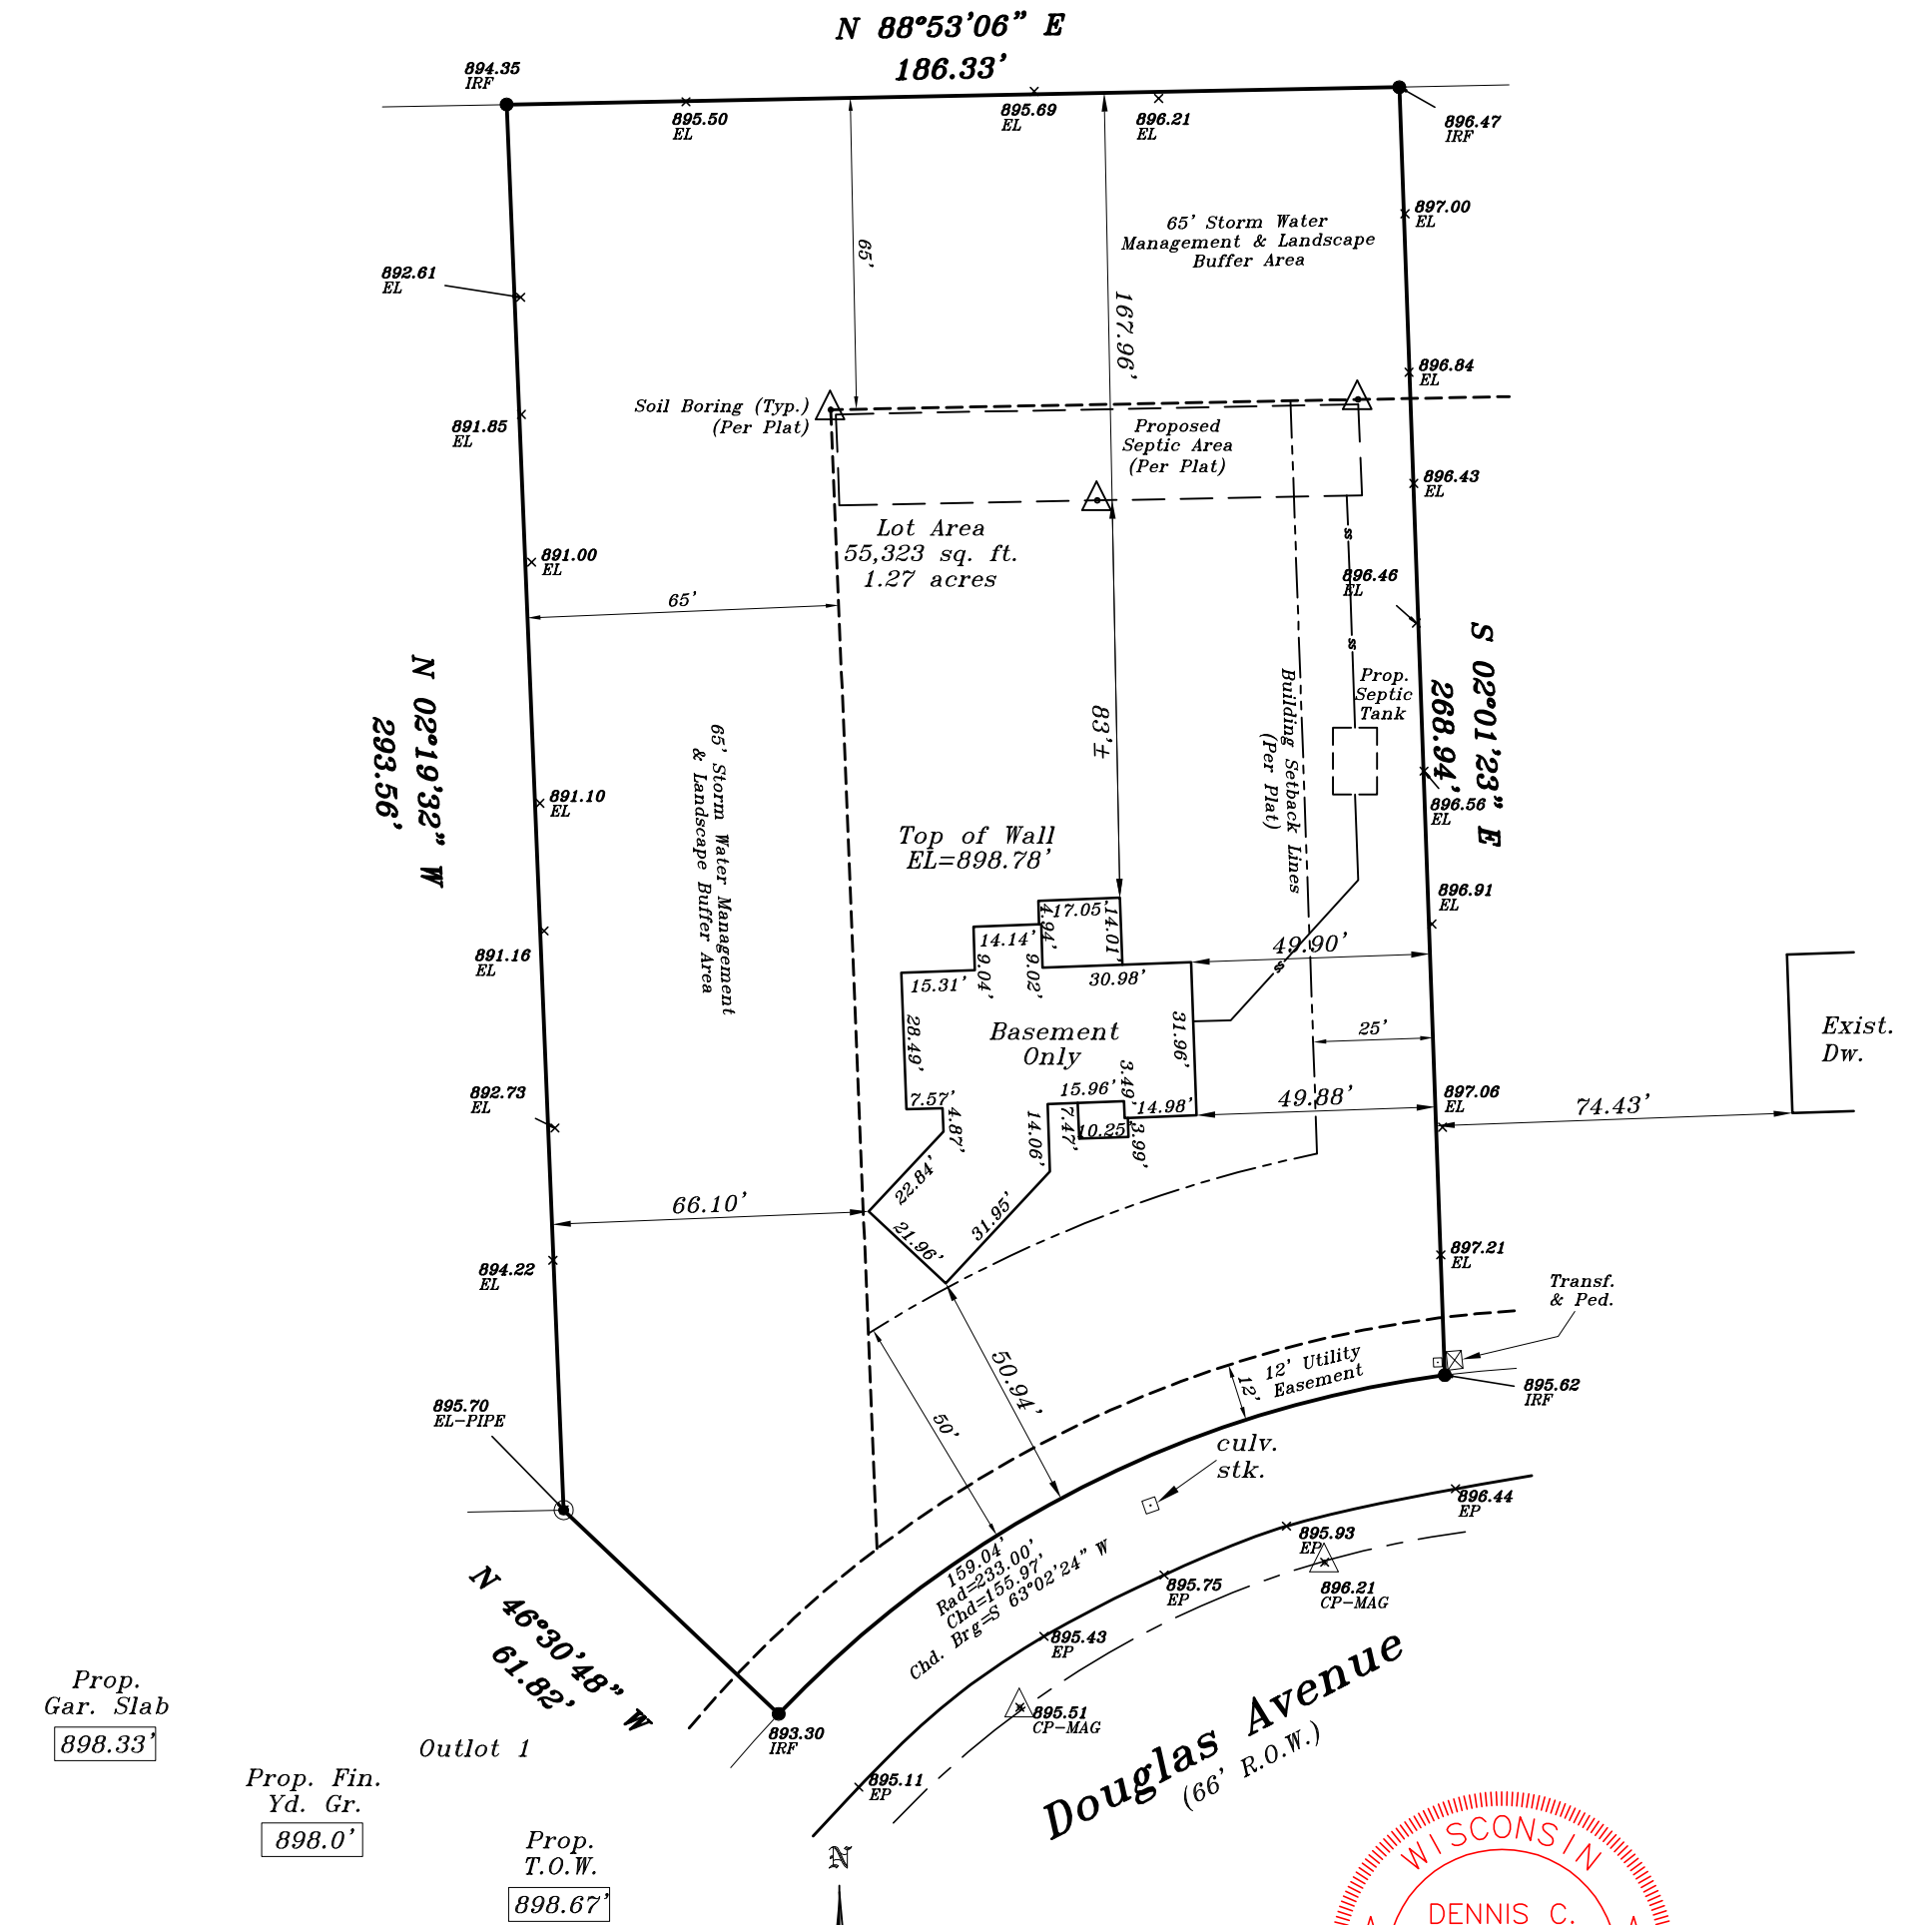 N 88°53'06" E
186.33'
894.35
IRF
895.50
EL
895.69
EL
896.21
EL
896.47
IRF
65'
167.96'
65' Storm Water
Management & Landscape
Buffer Area
897.00
EL
892.61
EL
896.84
EL
Soil Boring (Typ.)
(Per Plat)
Proposed
Septic Area
(Per Plat)
891.85
EL
896.43
EL
Lot Area
55,323 sq. ft.
1.27 acres
891.00
EL
ss
896.46
EL
65'
ss
N 02°19'32" W
293.56'
S 02°01'23" E
268.94'
Prop.
Septic
Tank
Building Setback Lines
(Per Plat)
83'±
65' Storm Water Management
& Landscape Buffer Area
891.10
EL
896.56
EL
Top of Wall
EL=898.78'
896.91
EL
891.16
EL
17.05'
4.94'
14.01'
14.14'
9.04'
9.02'
15.31'
30.98'
49.90'
ss
28.49'
Basement
Only
31.96'
25'
Exist.
Dw.
892.73
EL
7.57'
4.87'
15.96'
3.49'
14.98'
14.06'
7.47'
10.25'
3.99'
49.88'
897.06
EL
74.43'
66.10'
22.84'
21.96'
31.95'
894.22
EL
897.21
EL
Transf.
& Ped.
50.94'
50'
12' Utility
Easement
12'
895.62
IRF
895.70
EL-PIPE
culv.
stk.
896.44
EP
895.93
EP
896.21
CP-MAG
159.04'
Rad=233.00'
Chd=155.97'
Chd. Brg=S 63°02'24" W
895.75
EP
895.43
EP
N 46°30'48" W
61.82'
895.51
CP-MAG
893.30
IRF
895.11
EP
Douglas Avenue
(66' R.O.W.)
Prop.
Gar. Slab
898.33'
Outlot 1
Prop. Fin.
Yd. Gr.
898.0'
Prop.
T.O.W.
898.67'
N
WISCONSIN
DENNIS C.